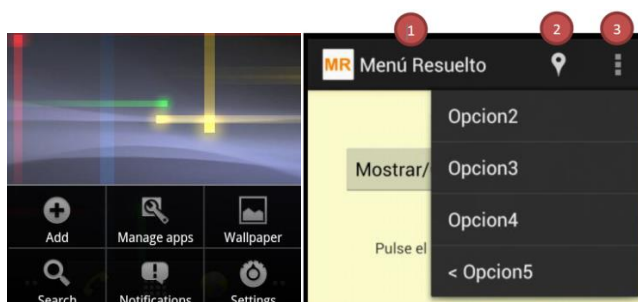 Add
Manage apps
Wallpaper
Search
Notifications
Settings
1
2
3
MR Menú Resuelto
Opcion2
Mostrar/
Opcion3
Opcion4
Pulse el
< Opcion5